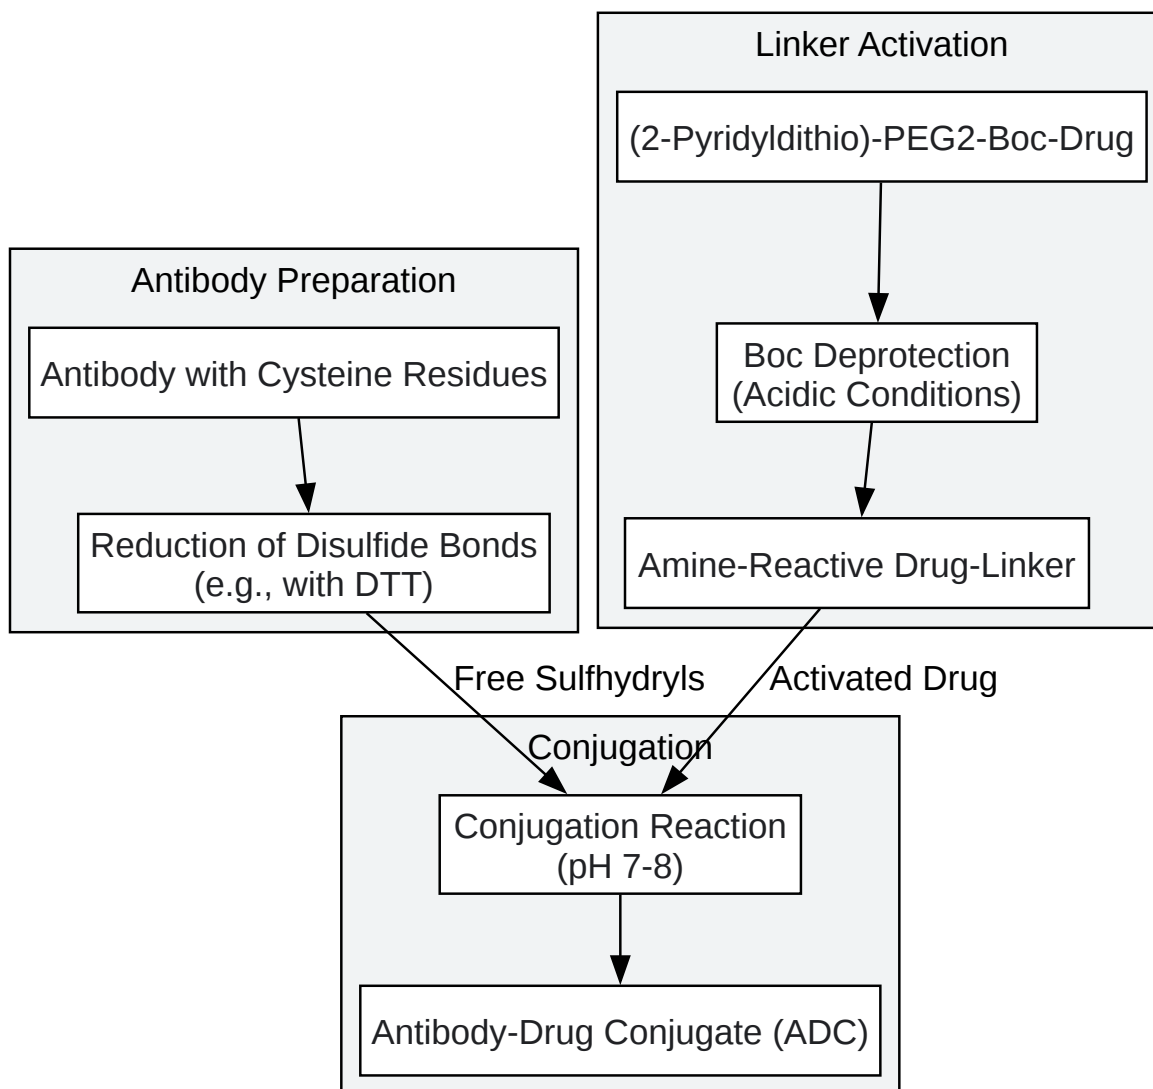 Linker Activation
(2-Pyridyldithio)-PEG2-Boc-Drug
Boc Deprotection
(Acidic Conditions)
Amine-Reactive Drug-Linker
Antibody Preparation
Antibody with Cysteine Residues
Reduction of Disulfide Bonds
(e.g., with DTT)
Free Sulfhydryls
Activated Drug
Conjugation
Conjugation Reaction
(pH 7-8)
Antibody-Drug Conjugate (ADC)